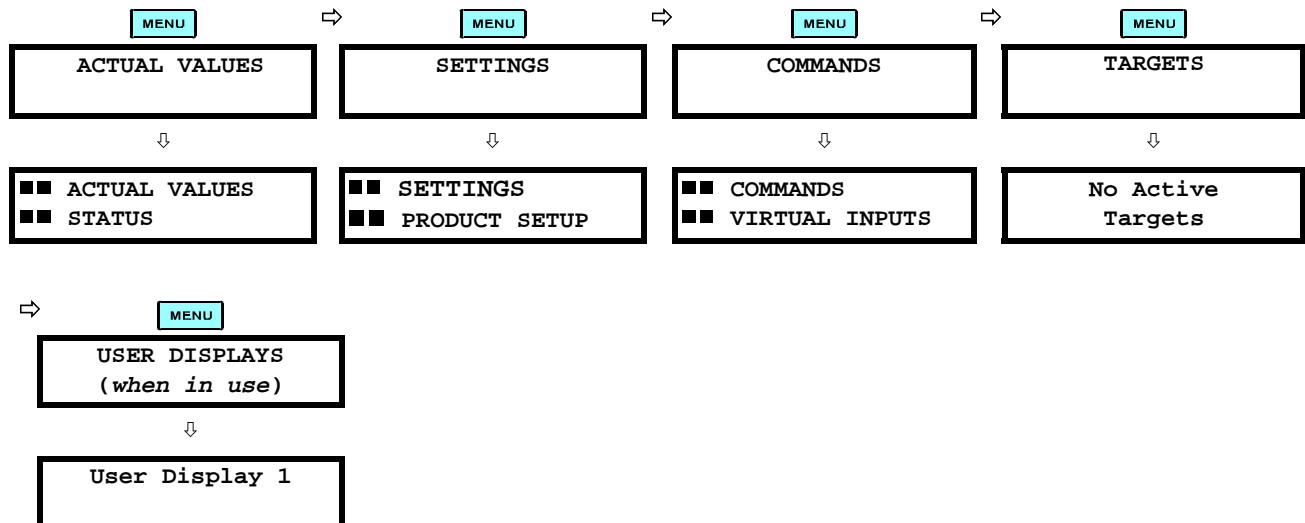 MENU
MENU
MENU
MENU
ACTUAL VALUES
SETTINGS
COMMANDS
TARGETS
ACTUAL VALUES
STATUS
SETTINGS
PRODUCT SETUP
COMMANDS
VIRTUAL INPUTS
No Active
Targets
MENU
USER DISPLAYS
(when in use)
User Display 1